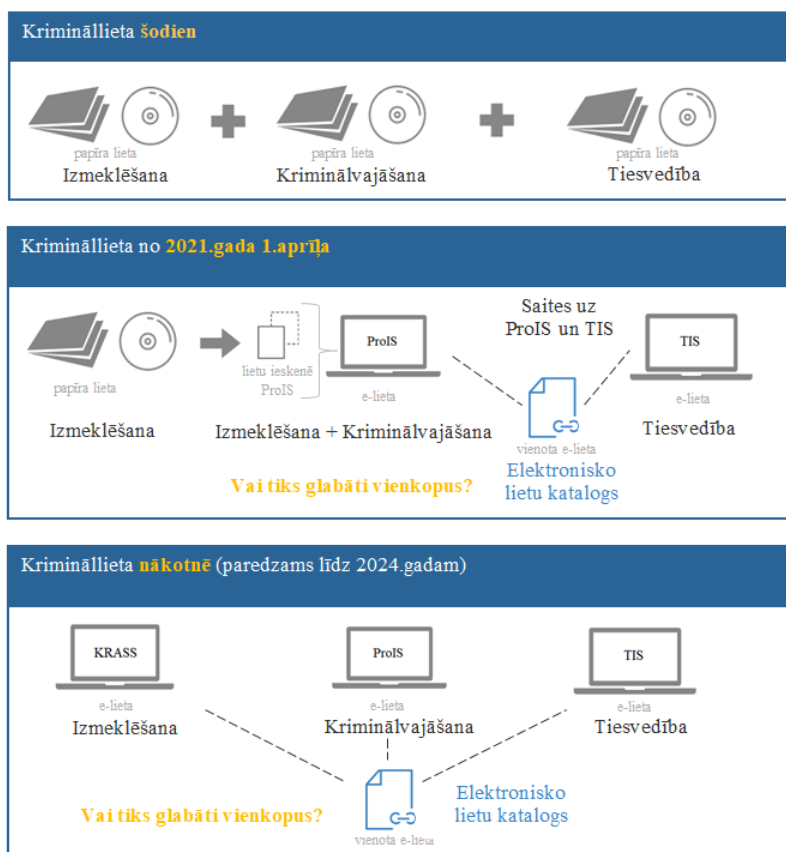 Krimināllieta šodien
papīra lieta
Izmeklēšana
papīra lieta
Kriminālvajāšana
papīra lieta
Tiesvedība
Krimināllieta no 2021.gada 1.aprīļa
papīra lieta
Izmeklēšana
lietu ieskenē
ProIS
ProIS
e-lieta
Izmeklēšana + Kriminālvajāšana
Vai tiks glabāti vienkopus?
Saites uz
ProIS un TIS
vienota e-lieta
Elektronisko
lietu katalogs
TIS
e-lieta
Tiesvedība
Krimināllieta nākotnē (paredzams līdz 2024.gadam)
KRASS
e-lieta
Izmeklēšana
ProIS
e-lieta
Kriminālvajāšana
TIS
e-lieta
Tiesvedība
Vai tiks glabāti vienkopus?
vienota e-lieta
Elektronisko
lietu katalogs